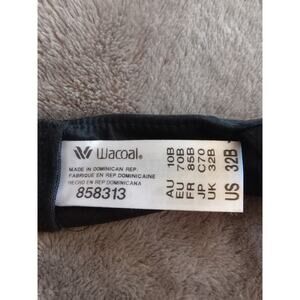 Wacoal®
MADE IN DOMINICAN REP.
FABRIQUE EN REP DOMINICAINE
HECHO EN REP DOMINICANA
858313
AU 10B
EU 70B
FR 85B
JP C70
UK 32B
US 32B